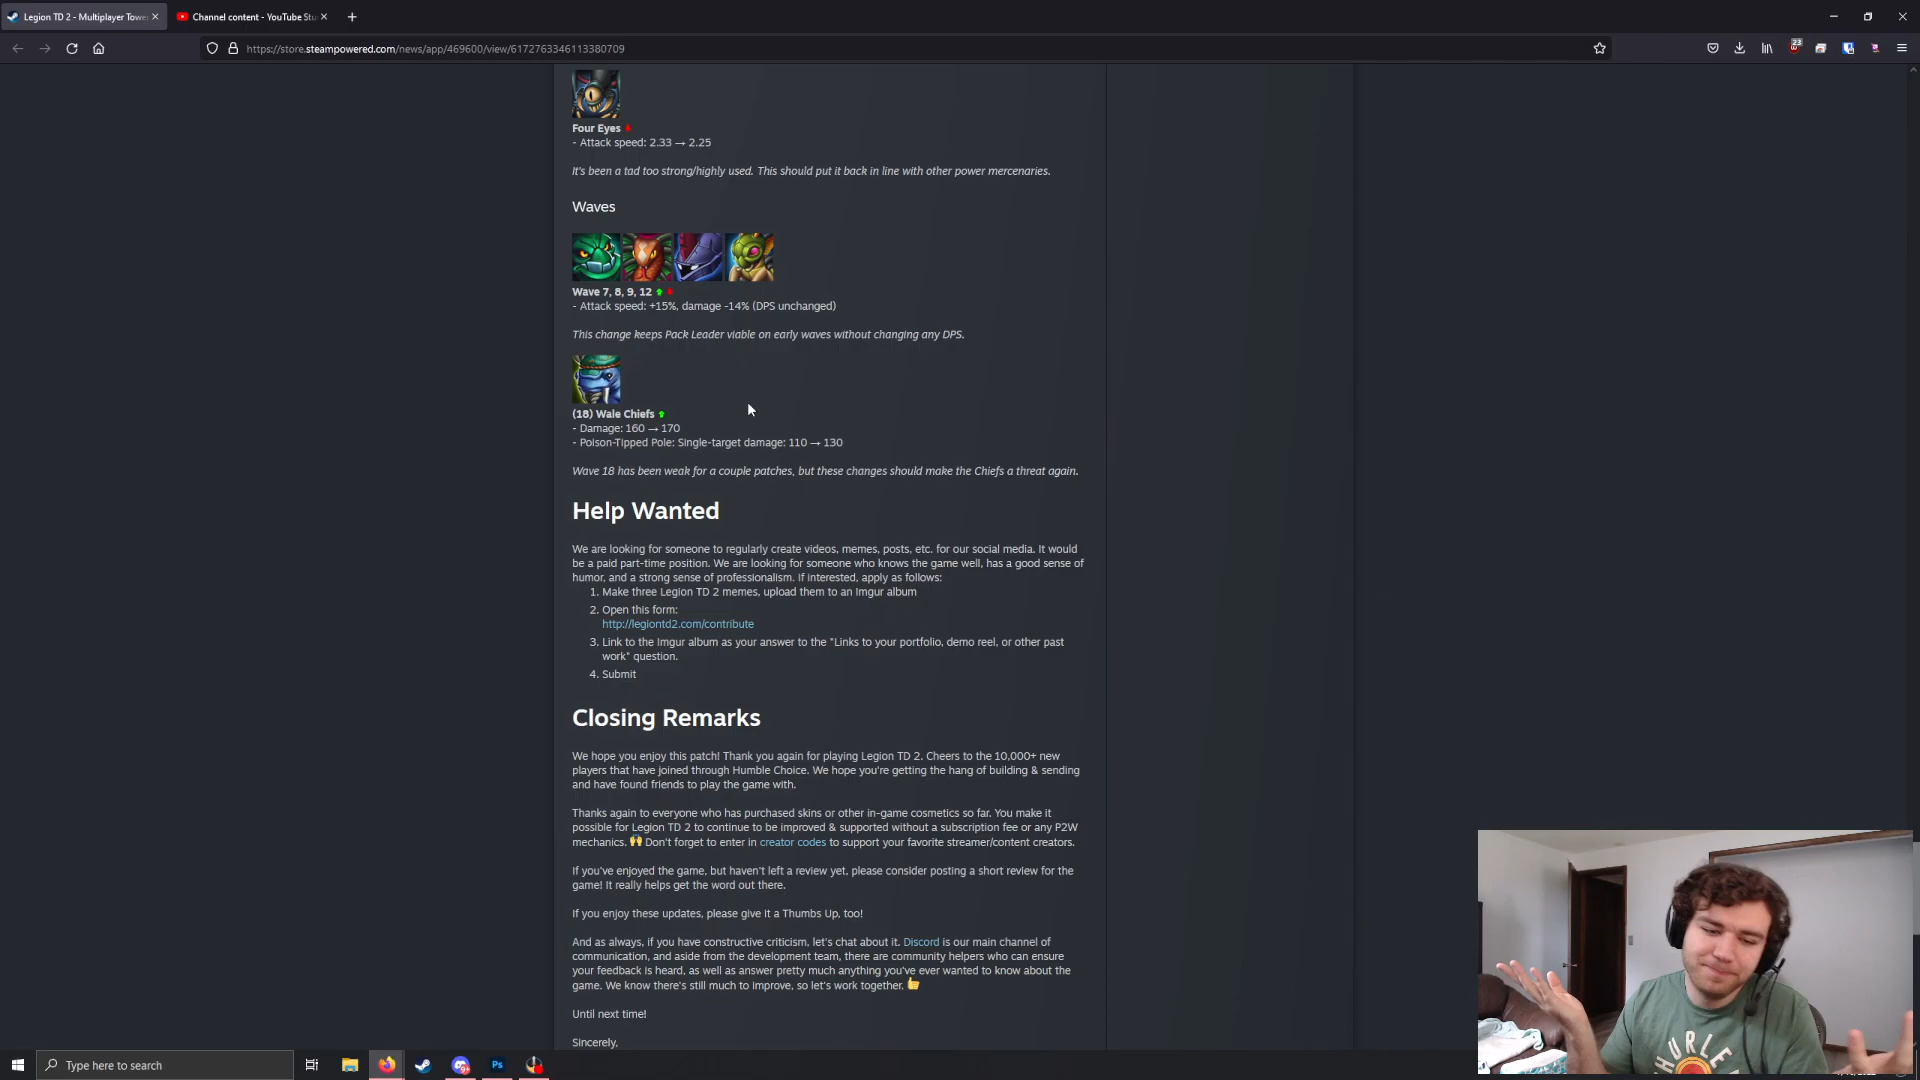 Legion TD 2 - Multiplayer Towe
Channel content - YouTube Stu
https://store.steampowered.com/news/app/469600/view/6172763346113380709
23
Four Eyes
- Attack speed: 2.33 → 2.25
It's been a tad too strong/highly used. This should put it back in line with other power mercenaries.
Waves
Wave 7, 8, 9, 12
- Attack speed: +15%, damage -14% (DPS unchanged)
This change keeps Pack Leader viable on early waves without changing any DPS.
(18) Wale Chiefs
- Damage: 160 → 170
- Poison-Tipped Pole: Single-target damage: 110 → 130
Wave 18 has been weak for a couple patches, but these changes should make the Chiefs a threat again.
Help Wanted
We are looking for someone to regularly create videos, memes, posts, etc. for our social media. It would
be a paid part-time position. We are looking for someone who knows the game well, has a good sense of
humor, and a strong sense of professionalism. If interested, apply as follows:
1. Make three Legion TD 2 memes, upload them to an Imgur album
2. Open this form:
http://legiontd2.com/contribute
3. Link to the Imgur album as your answer to the "Links to your portfolio, demo reel, or other past
work" question.
4. Submit
Closing Remarks
We hope you enjoy this patch! Thank you again for playing Legion TD 2. Cheers to the 10,000+ new
players that have joined through Humble Choice. We hope you're getting the hang of building & sending
and have found friends to play the game with.
Thanks again to everyone who has purchased skins or other in-game cosmetics so far. You make it
possible for Legion TD 2 to continue to be improved & supported without a subscription fee or any P2W
mechanics. 🙌 Don't forget to enter in creator codes to support your favorite streamer/content creators.
If you've enjoyed the game, but haven't left a review yet, please consider posting a short review for the
game! It really helps get the word out there.
If you enjoy these updates, please give it a Thumbs Up, too!
And as always, if you have constructive criticism, let's chat about it. Discord is our main channel of
communication, and aside from the development team, there are community helpers who can ensure
your feedback is heard, as well as answer pretty much anything you've ever wanted to know about the
game. We know there's still much to improve, so let's work together. 👍
Until next time!
Sincerely,
Type here to search
Ps
HURLE